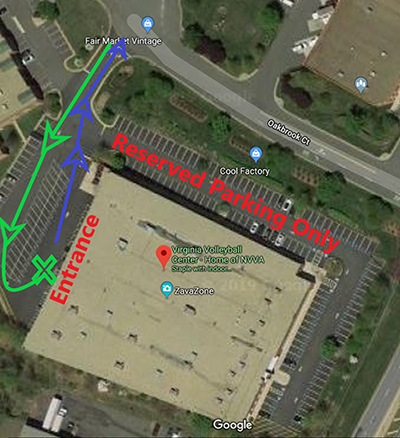 Fair Market Vintage
Oakbrook Ct
Cool Factory
Reserved Parking Only
Entrance
Virginia Volleyball
Center - Home of NVVA
Staple with indoor...
ZavaZone
Google